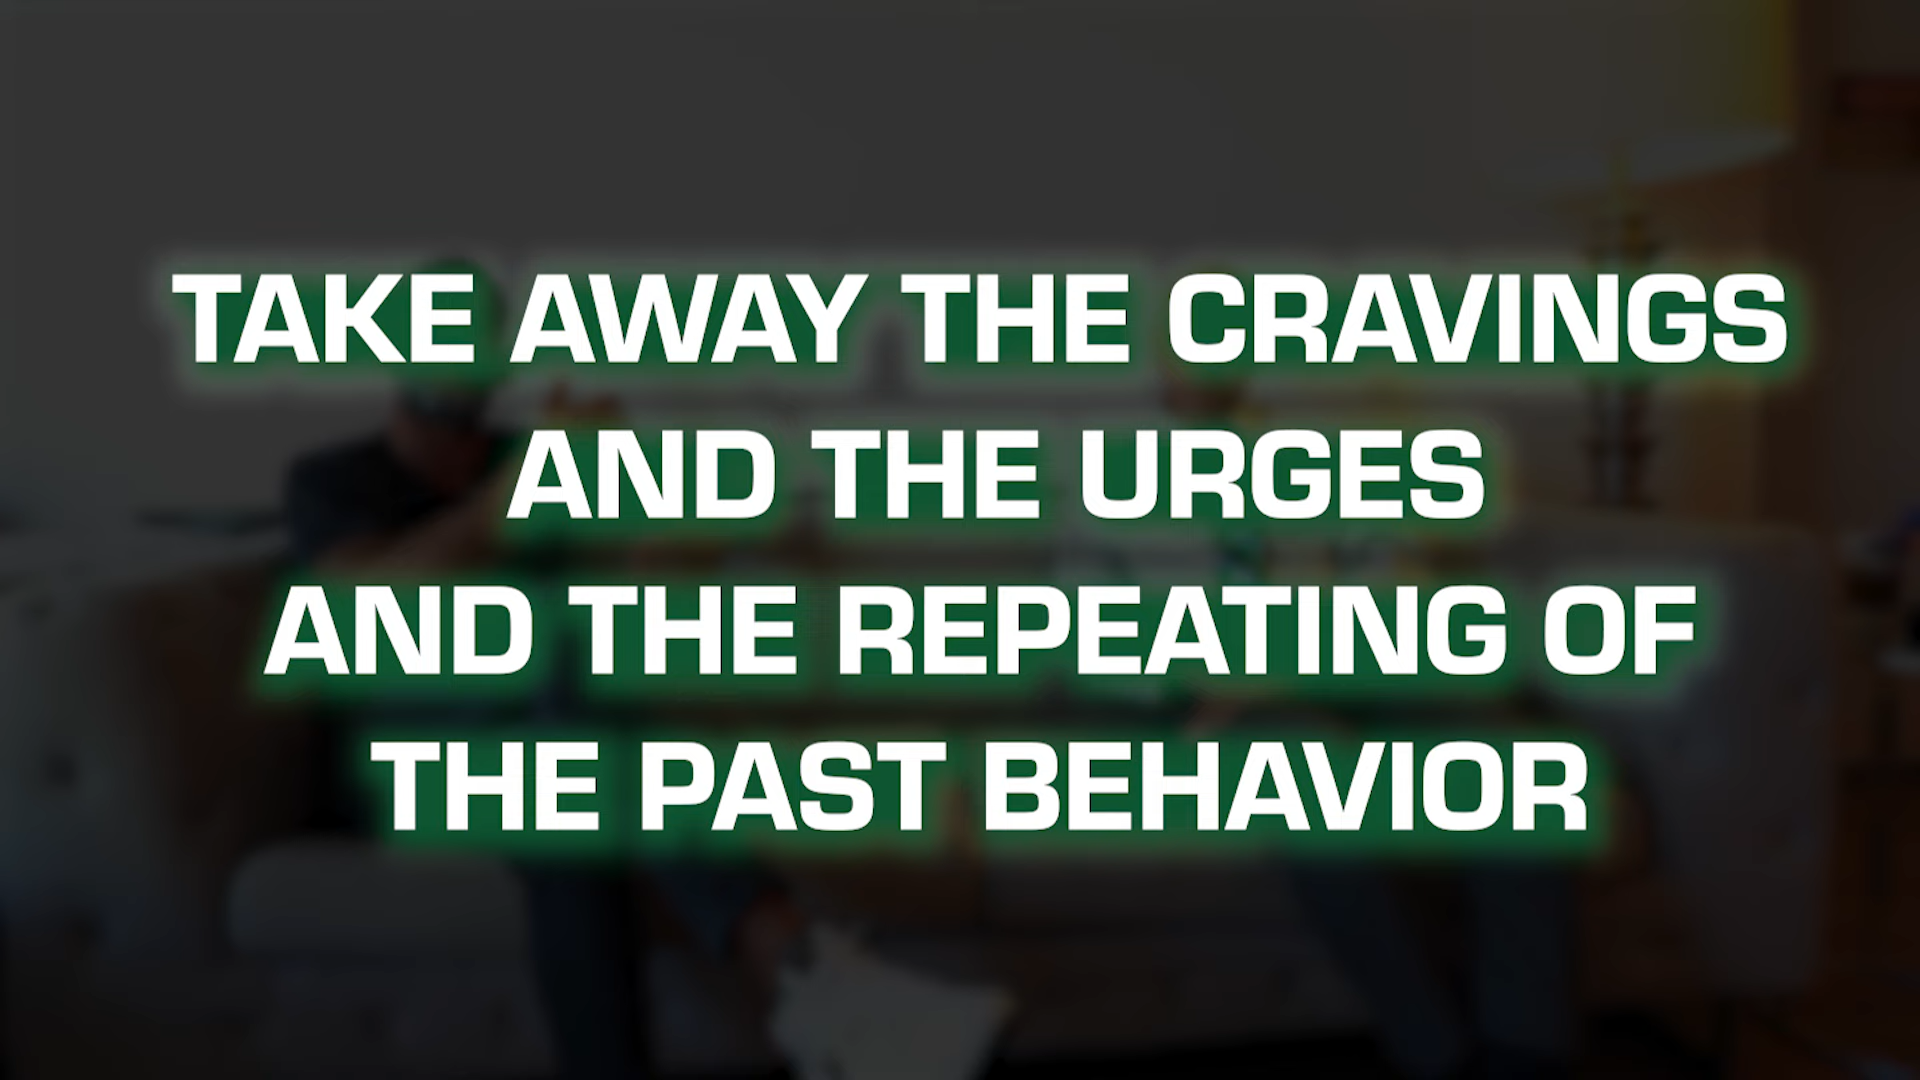 TAKE AWAY THE CRAVINGS
AND THE URGES
AND THE REPEATING OF
THE PAST BEHAVIOR